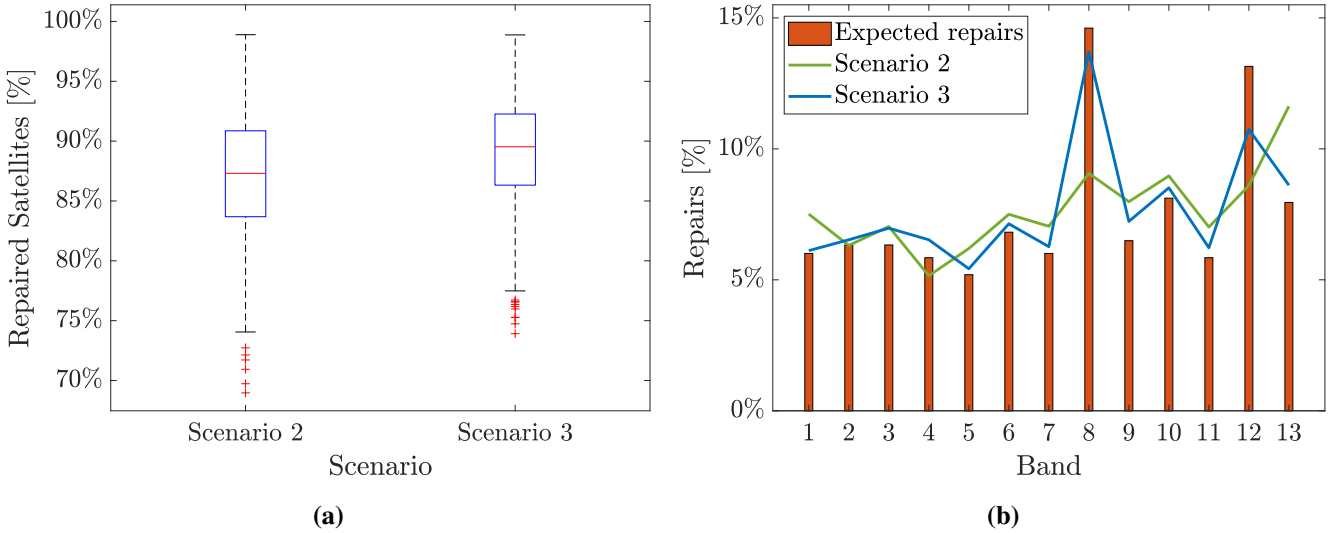 100%
95%
90%
85%
80%
75%
70%
Repaired Satellites [%]
Scenario 2 Scenario 3
Scenario
(a)
15%
10%
5%
0%
Repairs [%]
Expected repairs
Scenario 2
Scenario 3
1 2 3 4 5 6 7 8 9 10 11 12 13
Band
(b)